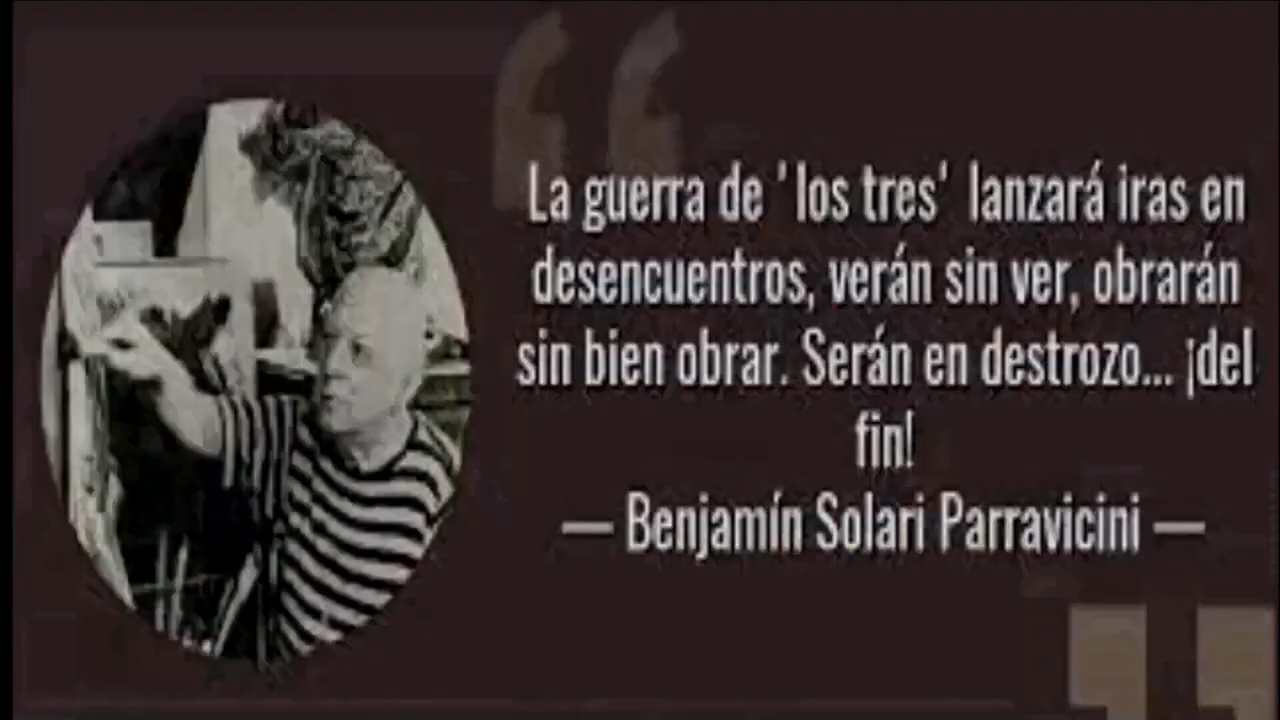 La guerra de 'los tres' lanzará iras en
desencuentros, verán sin ver, obrarán
sin bien obrar. Serán en destrozo... ¡del
fin!
— Benjamín Solari Parravicini —